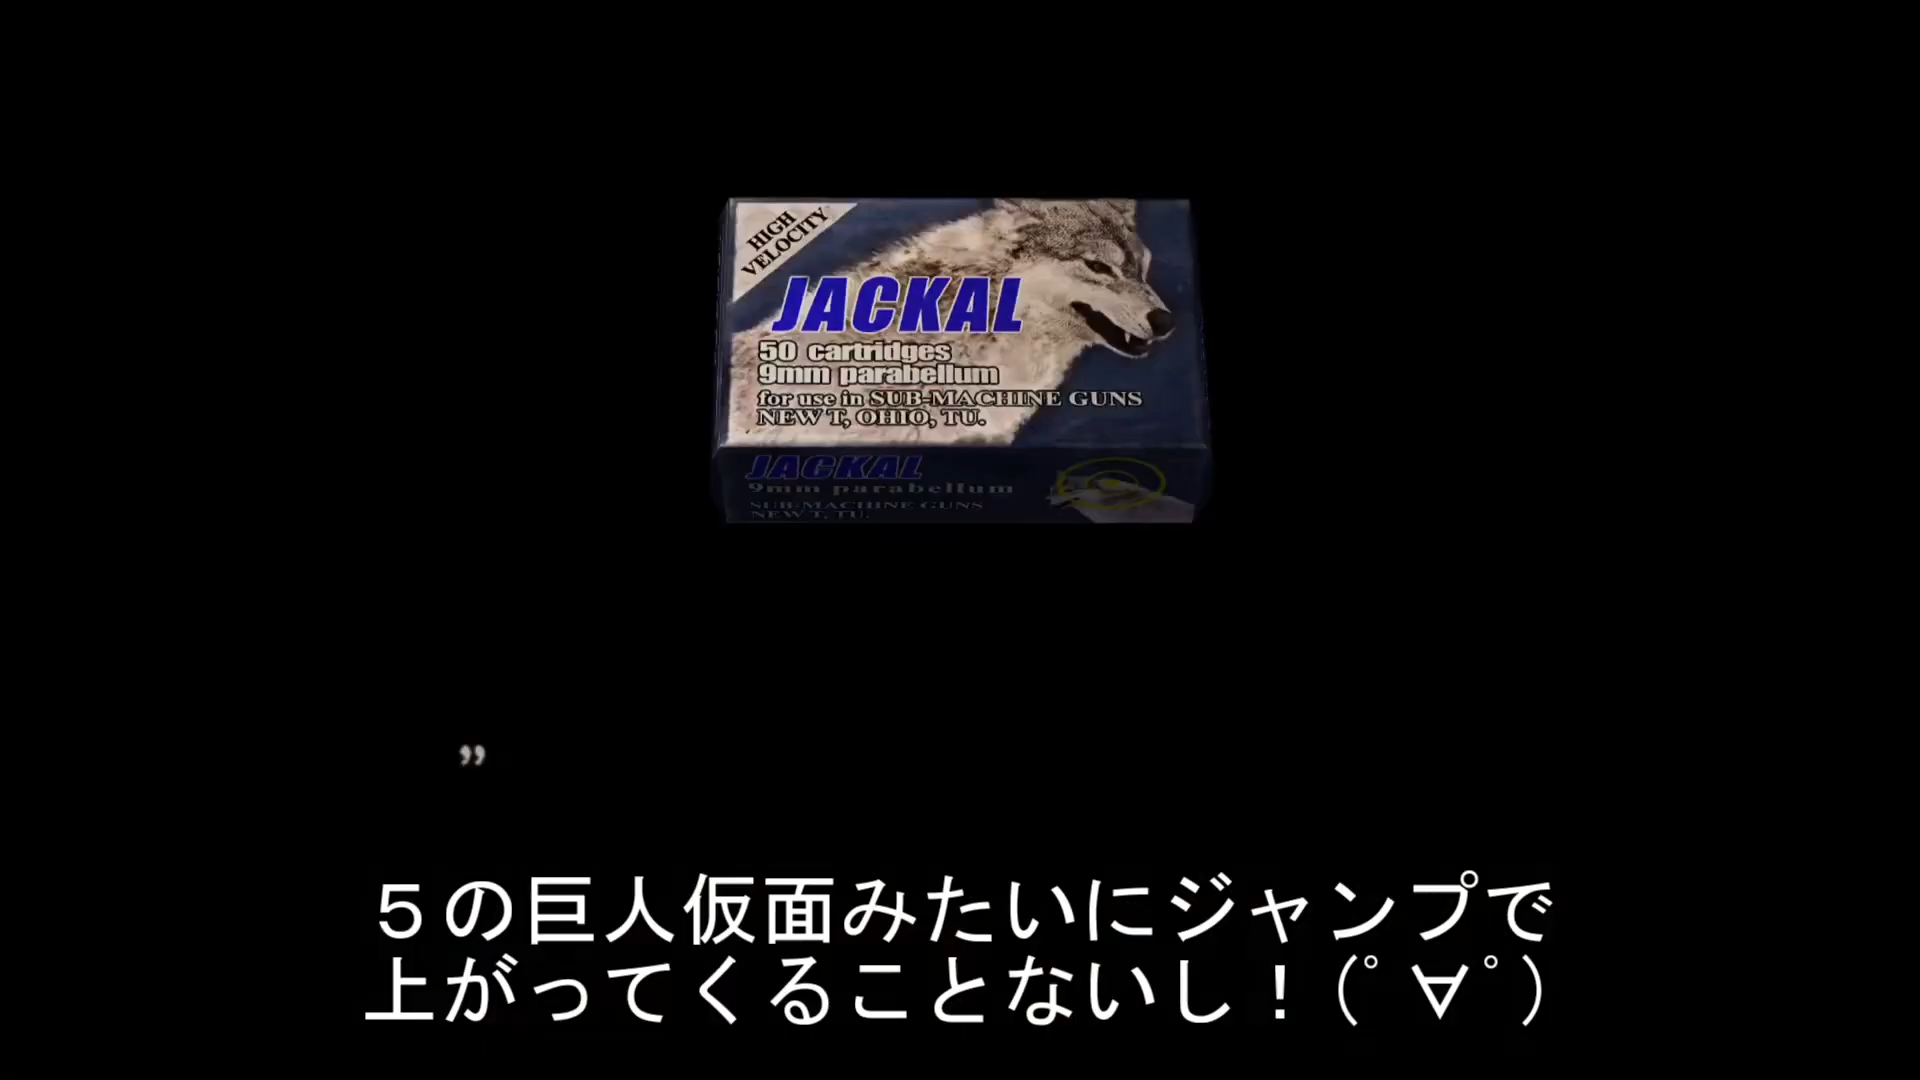 HIGH
VELOCITY
JACKAL
50 cartridges
9mm parabellum
for use in SUB-MACHINE GUNS
NEW T, OHIO, TU.
JACKAL
9mm parabellum
SUB-MACHINE GUNS
NEW T, TU.
”
５の巨人仮面みたいにジャンプで
上がってくることないし！(ﾟ∀ﾟ)